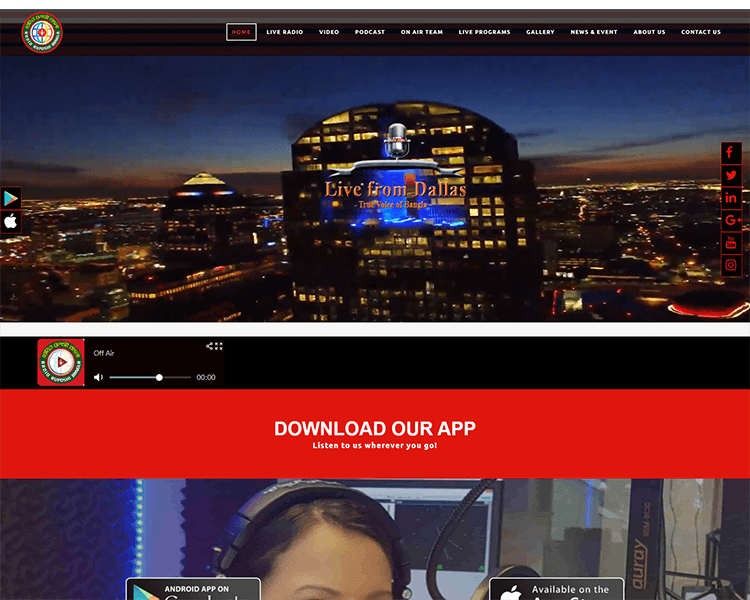 HOME LIVE RADIO VIDEO PODCAST ON AIR TEAM LIVE PROGRAMS GALLERY NEWS & EVENT ABOUT US CONTACT US
Live from Dallas
- True Voice of Bangla -
Off Air
00:00
DOWNLOAD OUR APP
Listen to us wherever you go!
auray
ANDROID APP ON
Available on the